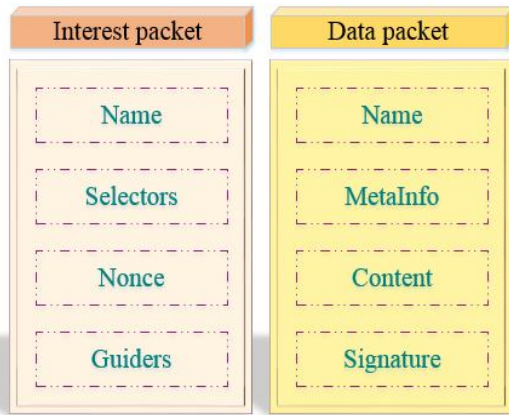 Interest packet
Name
Selectors
Nonce
Guiders
Data packet
Name
MetaInfo
Content
Signature